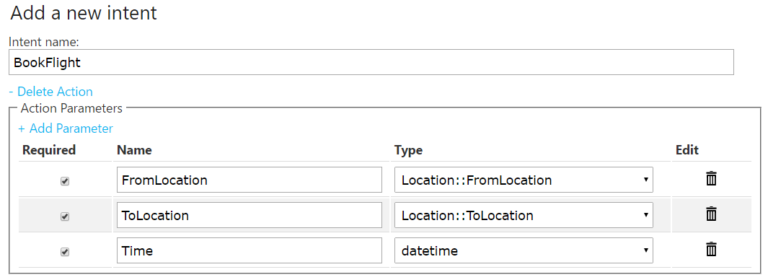 Add a new intent
Intent name:
BookFlight
- Delete Action
Action Parameters
+ Add Parameter
Required Name Type Edit
FromLocation Location::FromLocation
ToLocation Location::ToLocation
Time datetime